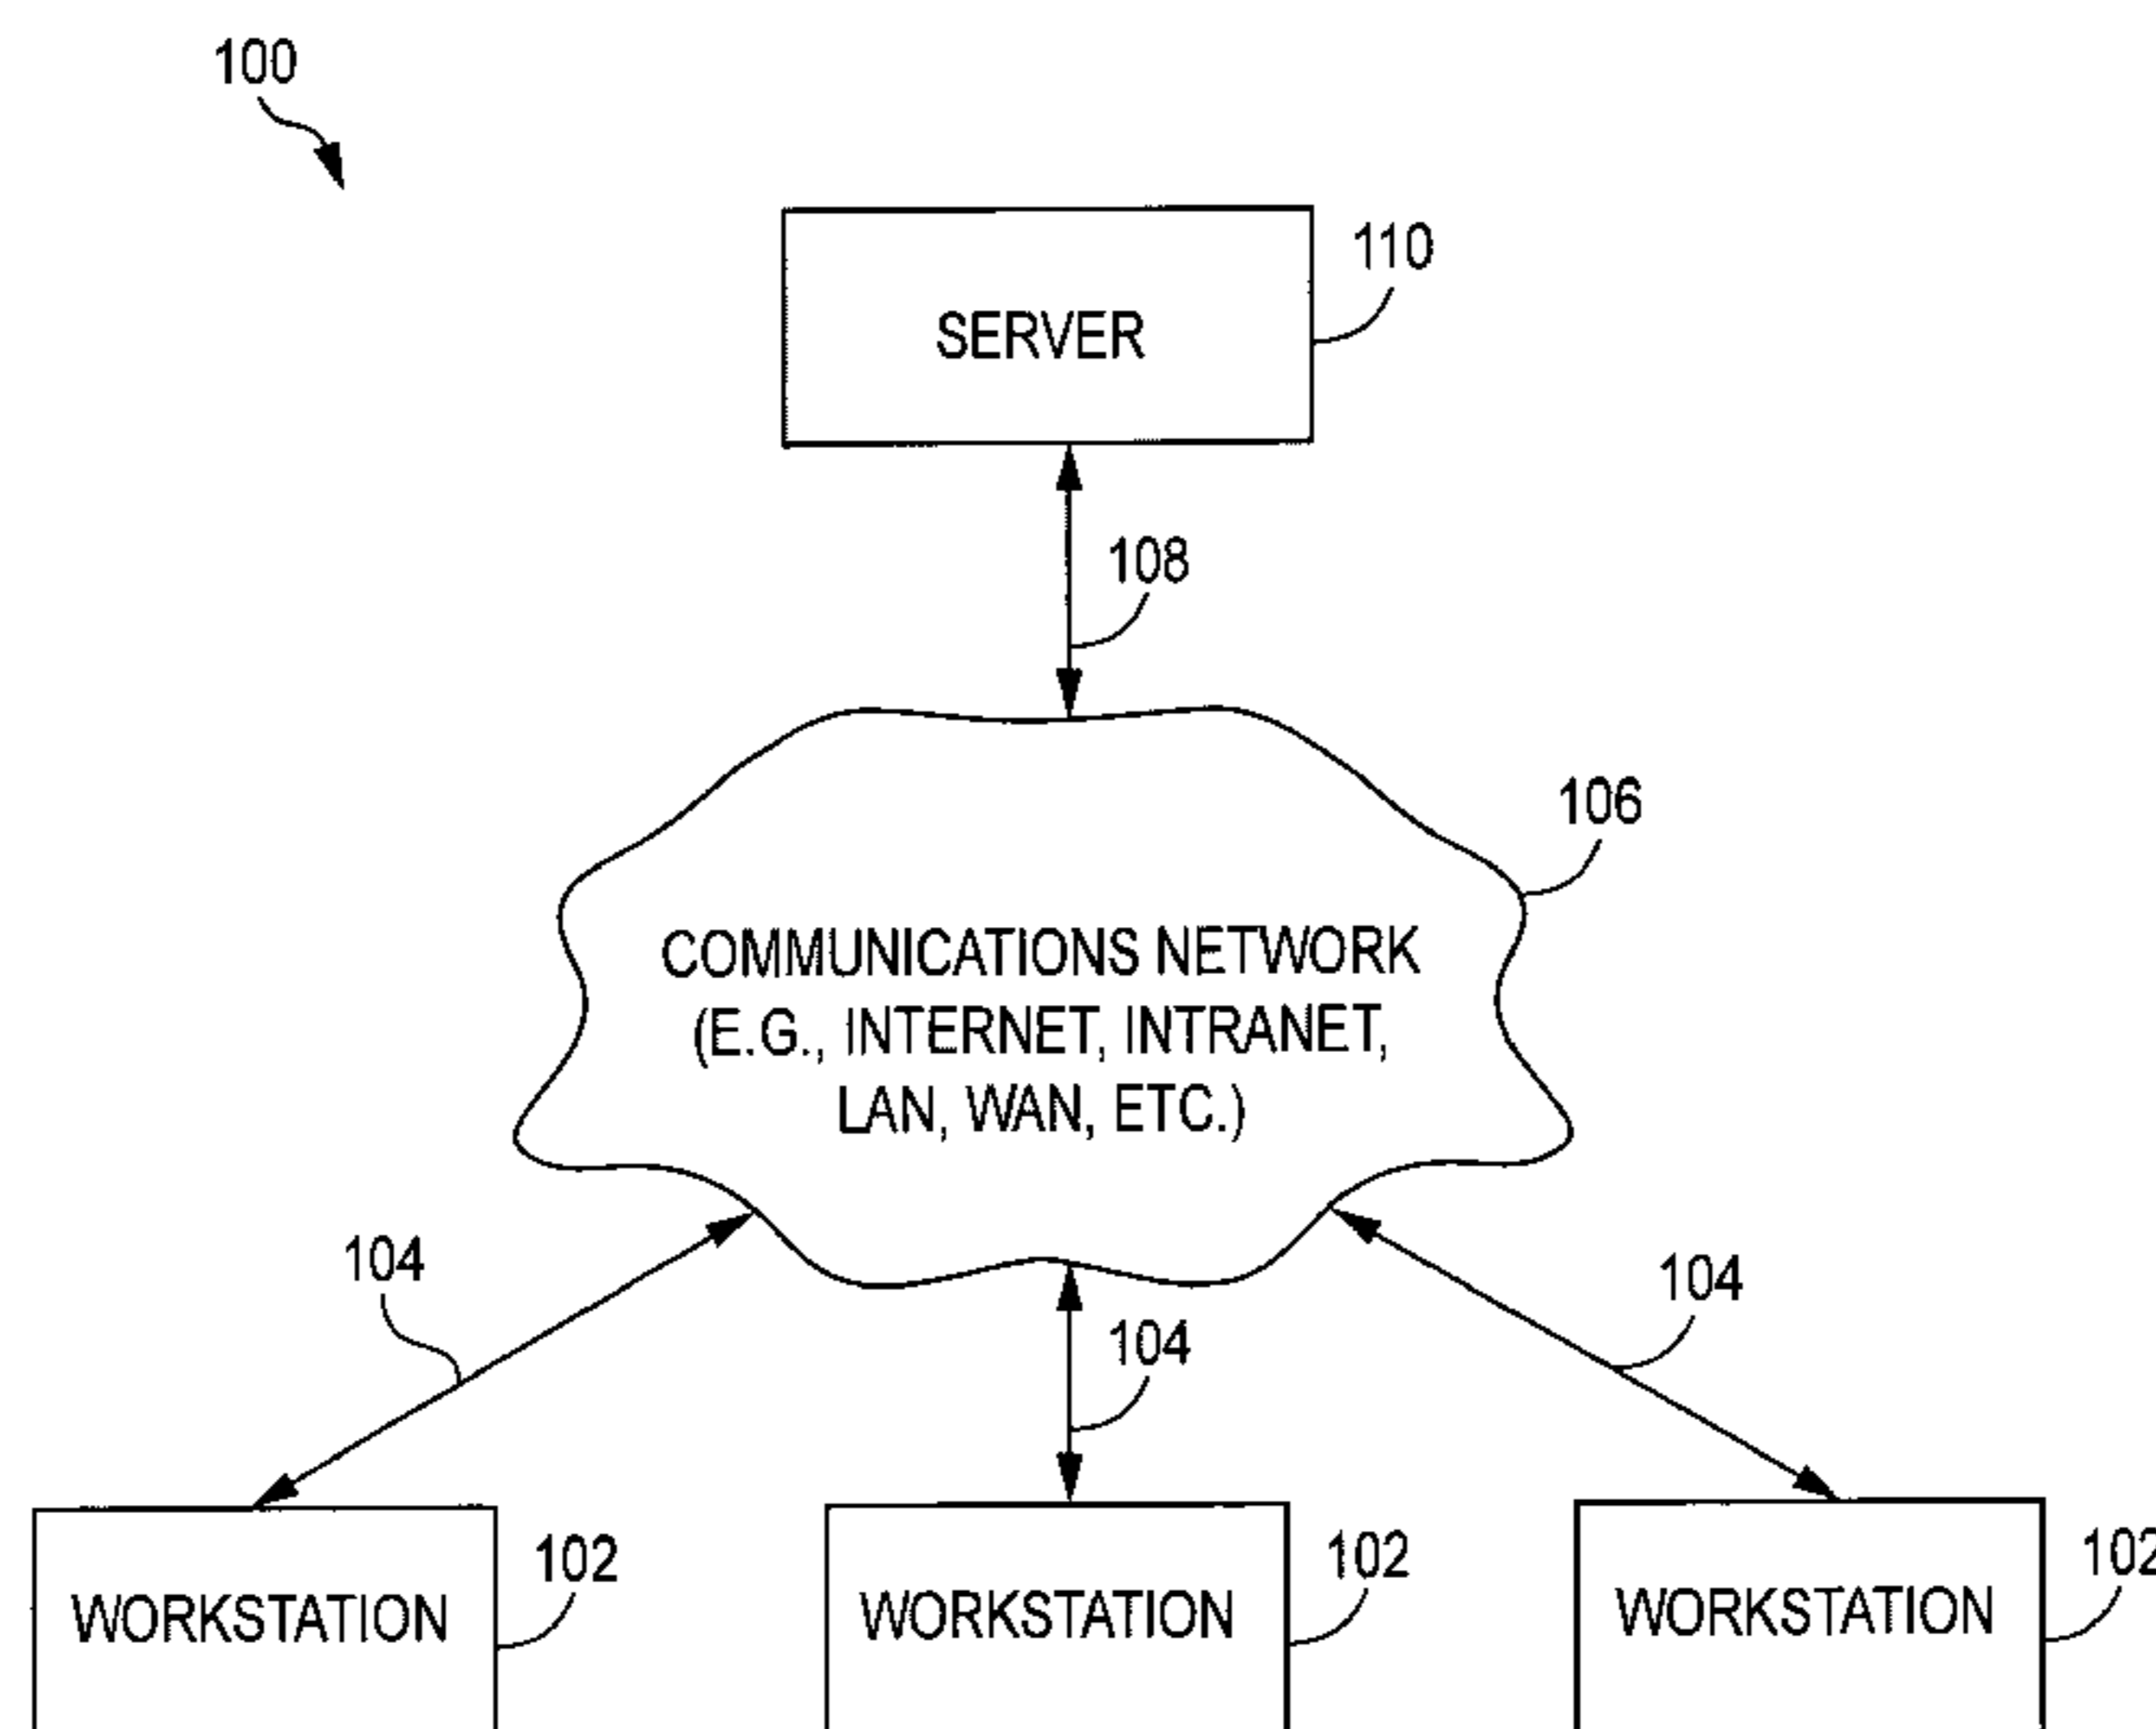 100
110
SERVER
108
106
COMMUNICATIONS NETWORK
(E.G., INTERNET, INTRANET,
LAN, WAN, ETC.)
104
104
104
102
102
102
WORKSTATION
WORKSTATION
WORKSTATION